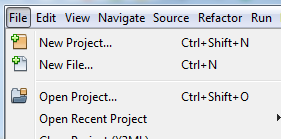 File Edit View Navigate Source Refactor Run
New Project... Ctrl+Shift+N
New File... Ctrl+N
Open Project... Ctrl+Shift+O
Open Recent Project